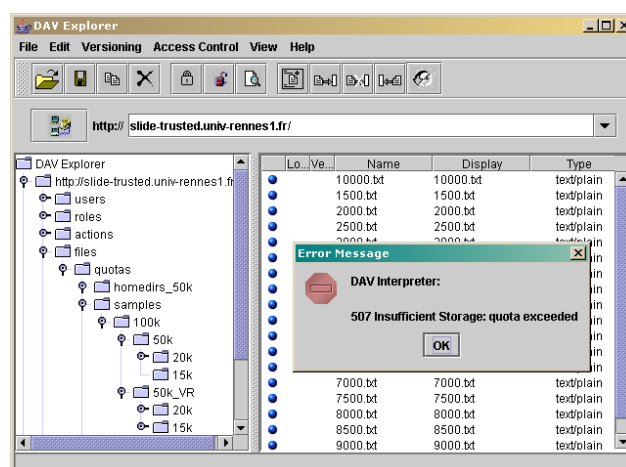 DAV Explorer
File Edit Versioning Access Control View Help
http:// slide-trusted.univ-rennes1.fr/
DAV Explorer
http://slide-trusted.univ-rennes1.fr
users
roles
actions
files
quotas
homedirs_50k
samples
100k
50k
20k
15k
50k_VR
20k
15k
Lo... Ve... Name Display Type
10000.txt 10000.txt text/plain
1500.txt 1500.txt text/plain
2000.txt 2000.txt text/plain
2500.txt 2500.txt text/plain
Error Message
DAV Interpreter:
507 Insufficient Storage: quota exceeded
OK
7000.txt 7000.txt text/plain
7500.txt 7500.txt text/plain
8000.txt 8000.txt text/plain
8500.txt 8500.txt text/plain
9000.txt 9000.txt text/plain